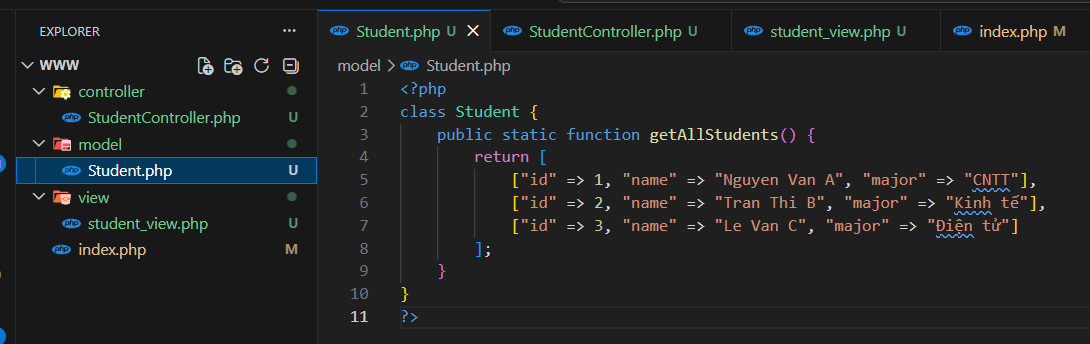 EXPLORER
WWW
controller
StudentController.php U
model
Student.php U
view
student_view.php U
index.php M
Student.php U
StudentController.php U
student_view.php U
index.php M
model > Student.php
1 <?php
2 class Student {
3 public static function getAllStudents() {
4 return [
5 ["id" => 1, "name" => "Nguyen Van A", "major" => "CNTT"],
6 ["id" => 2, "name" => "Tran Thi B", "major" => "Kinh tế"],
7 ["id" => 3, "name" => "Le Van C", "major" => "Điện tử"]
8 ];
9 }
10 }
11 ?>